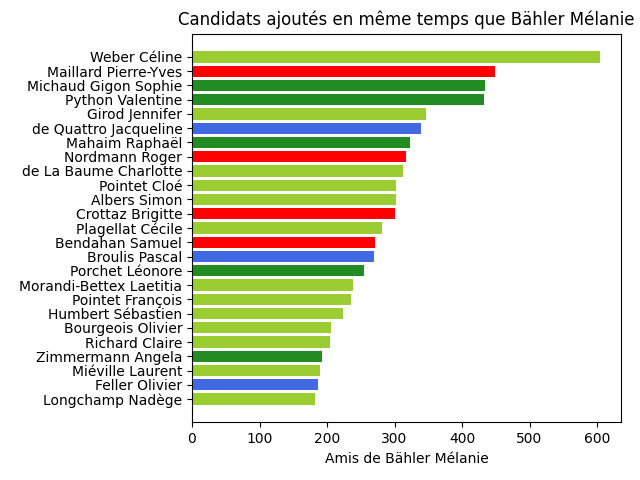 Candidats ajoutés en même temps que Bähler Mélanie
Weber Céline
Maillard Pierre-Yves
Michaud Gigon Sophie
Python Valentine
Girod Jennifer
de Quattro Jacqueline
Mahaim Raphaël
Nordmann Roger
de La Baume Charlotte
Pointet Cloé
Albers Simon
Crottaz Brigitte
Plagellat Cécile
Bendahan Samuel
Broulis Pascal
Porchet Léonore
Morandi-Bettex Laetitia
Pointet François
Humbert Sébastien
Bourgeois Olivier
Richard Claire
Zimmermann Angela
Miéville Laurent
Feller Olivier
Longchamp Nadège
0 100 200 300 400 500 600
Amis de Bähler Mélanie